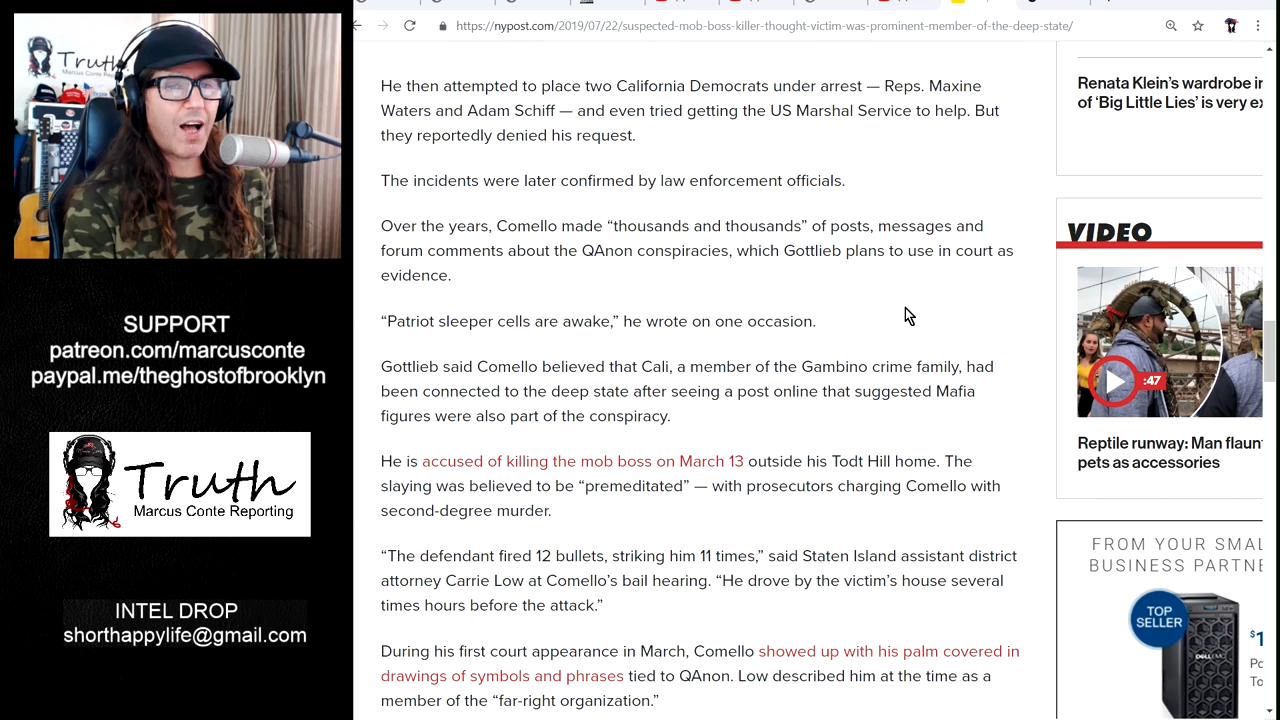 https://nypost.com/2019/07/22/suspected-mob-boss-killer-thought-victim-was-prominent-member-of-the-deep-state/
Truth
Marcus Conte Reporting
He then attempted to place two California Democrats under arrest — Reps. Maxine
Waters and Adam Schiff — and even tried getting the US Marshal Service to help. But
they reportedly denied his request.
The incidents were later confirmed by law enforcement officials.
Over the years, Comello made “thousands and thousands” of posts, messages and
forum comments about the QAnon conspiracies, which Gottlieb plans to use in court as
evidence.
“Patriot sleeper cells are awake,” he wrote on one occasion.
Gottlieb said Comello believed that Cali, a member of the Gambino crime family, had
been connected to the deep state after seeing a post online that suggested Mafia
figures were also part of the conspiracy.
He is accused of killing the mob boss on March 13 outside his Todt Hill home. The
slaying was believed to be “premeditated” — with prosecutors charging Comello with
second-degree murder.
“The defendant fired 12 bullets, striking him 11 times,” said Staten Island assistant district
attorney Carrie Low at Comello’s bail hearing. “He drove by the victim’s house several
times hours before the attack.”
During his first court appearance in March, Comello showed up with his palm covered in
drawings of symbols and phrases tied to QAnon. Low described him at the time as a
member of the “far-right organization.”
SUPPORT
patreon.com/marcusconte
paypal.me/theghostofbrooklyn
Truth
Marcus Conte Reporting
INTEL DROP
shorthappylife@gmail.com
Renata Klein’s wardrobe in
of ‘Big Little Lies’ is very ex
VIDEO
:47
Reptile runway: Man flaun
pets as accessories
FROM YOUR SMAL
BUSINESS PARTNE
TOP
SELLER
$1
Po
To
DELL EMC